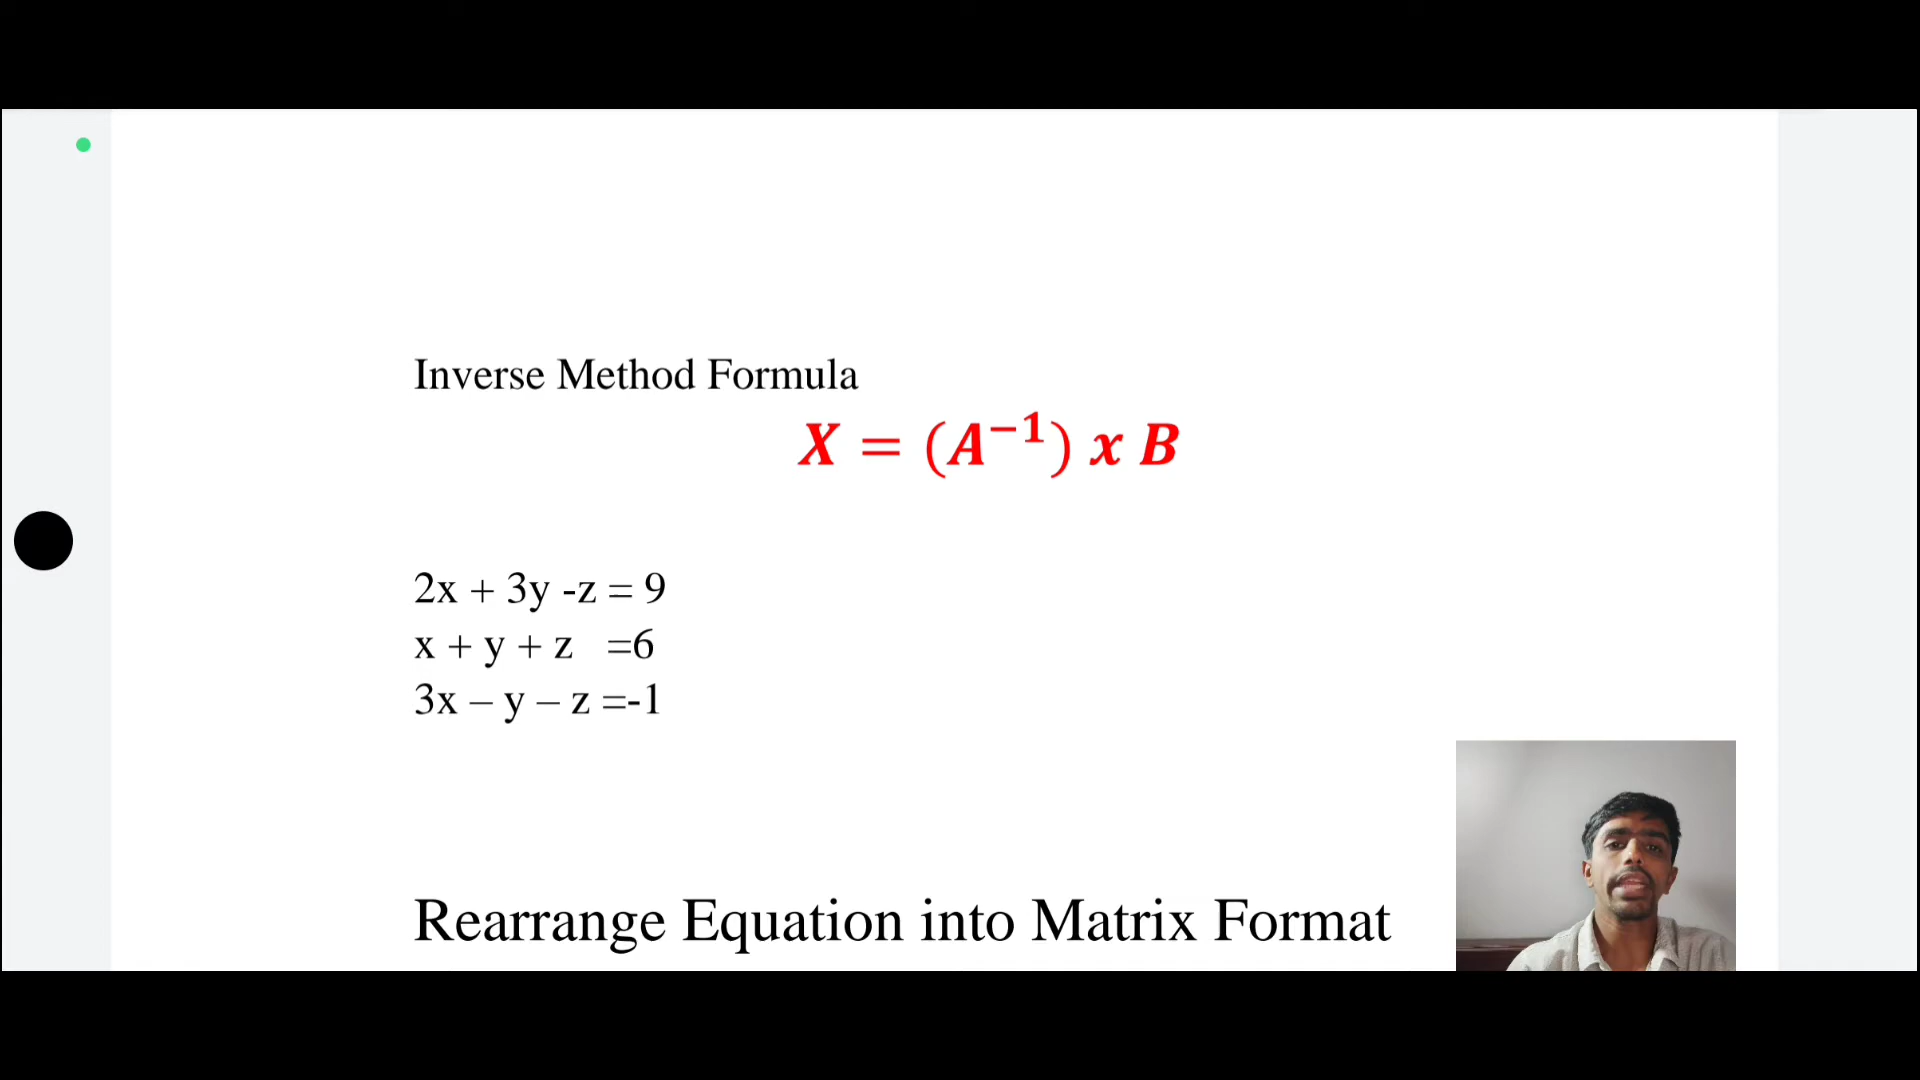 Inverse Method Formula
X = (A⁻¹) x B
2x + 3y -z = 9
x + y + z =6
3x – y – z =-1
Rearrange Equation into Matrix Format